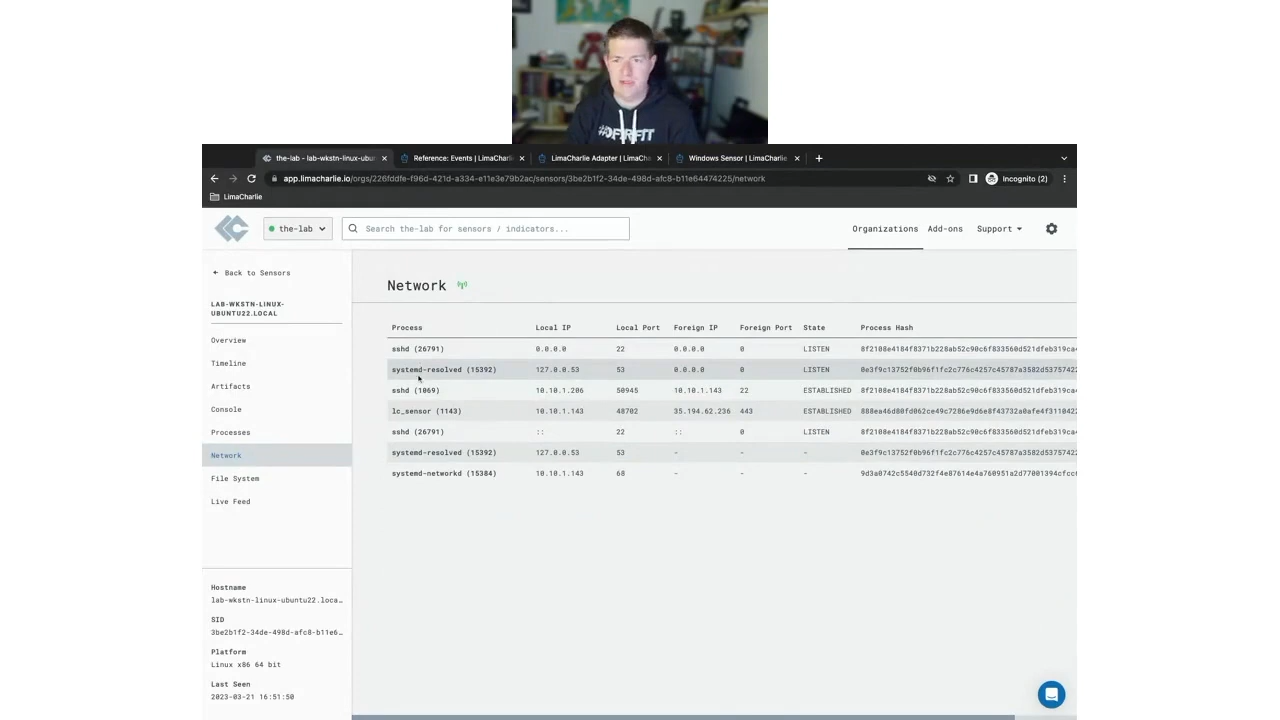 #DFIRFIT
the-lab - lab-wkstn-linux-ubu
Reference: Events | LimaCharli
LimaCharlie Adapter | LimaCha
Windows Sensor | LimaCharlie
app.limacharlie.io/orgs/226fddfe-f96d-421d-a334-e11e3e79b2ac/sensors/3be2b1f2-34de-498d-afc8-b11e64474225/network
Incognito (2)
LimaCharlie
the-lab
Search the-lab for sensors / indicators...
Organizations
Add-ons
Support
Back to Sensors
LAB-WKSTN-LINUX-
UBUNTU22.LOCAL
Overview
Timeline
Artifacts
Console
Processes
Network
File System
Live Feed
Hostname
lab-wkstn-linux-ubuntu22.loca…
SID
3be2b1f2-34de-498d-afc8-b11e6…
Platform
Linux x86 64 bit
Last Seen
2023-03-21 16:51:50
Network
Process Local IP Local Port Foreign IP Foreign Port State Process Hash
sshd (26791) 0.0.0.0 22 0.0.0.0 0 LISTEN
systemd-resolved (15392) 127.0.0.53 53 0.0.0.0 0 LISTEN
sshd (1069) 10.10.1.206 50945 10.10.1.143 22 ESTABLISHED
lc_sensor (1143) 10.10.1.143 48702 35.194.62.236 443 ESTABLISHED
sshd (26791) :: 22 :: 0 LISTEN
systemd-resolved (15392) 127.0.0.53 53 - - -
systemd-networkd (15384) 10.10.1.143 68 - - -